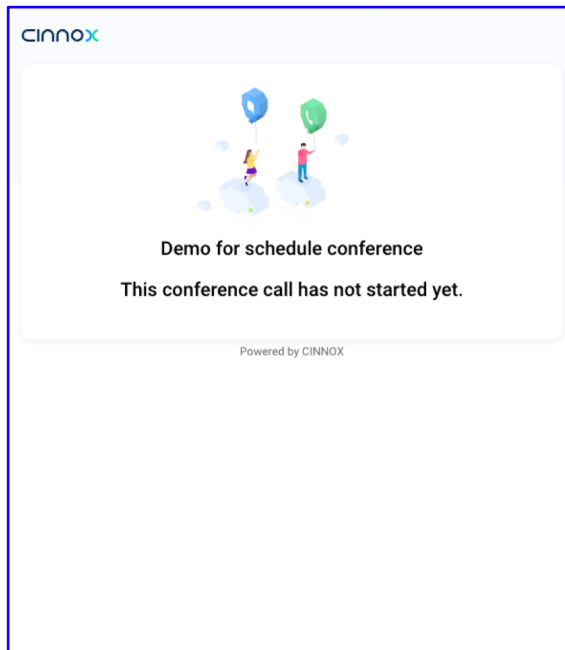 CINNOX
Demo for schedule conference
This conference call has not started yet.
Powered by CINNOX